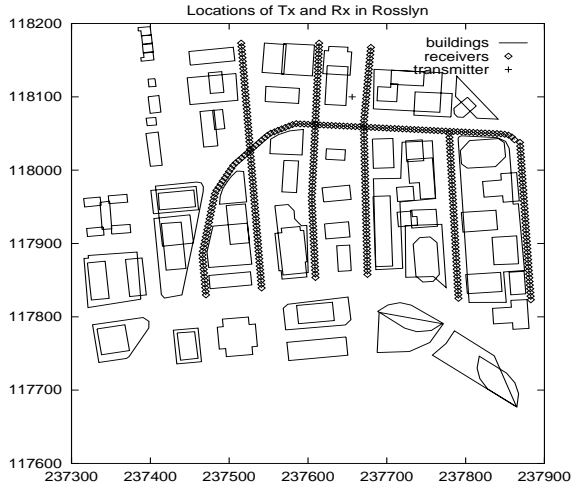 Locations of Tx and Rx in Rosslyn
118200
buildings
receivers
transmitter
118100
118000
117900
117800
117700
117600
237300 237400 237500 237600 237700 237800 237900